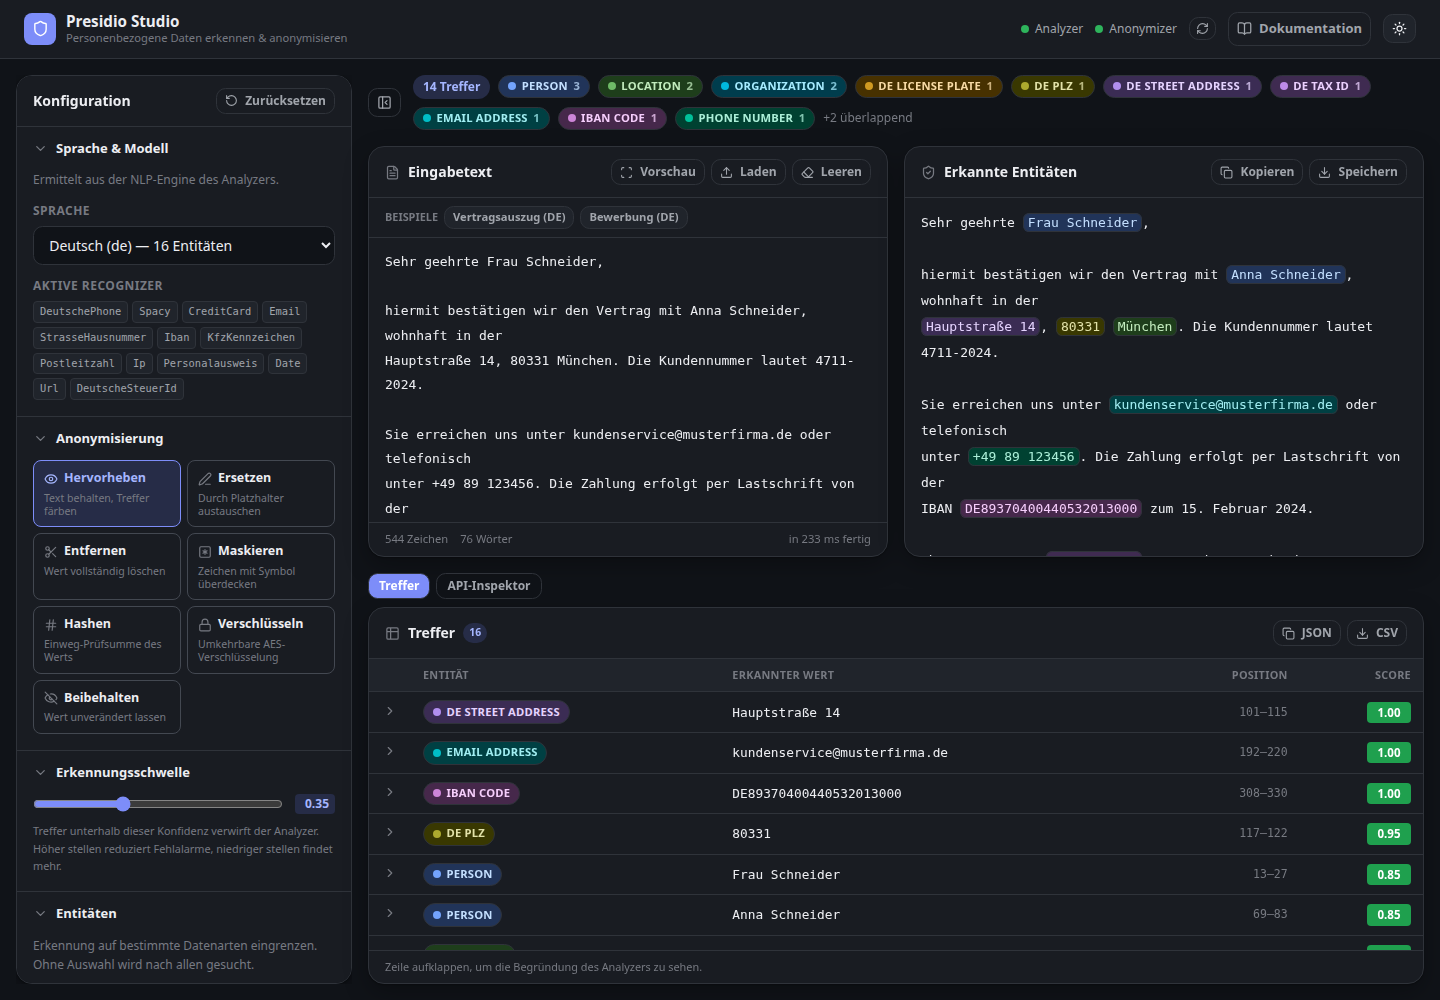 Presidio Studio
Personenbezogene Daten erkennen & anonymisieren
Analyzer
Anonymizer
Dokumentation
Konfiguration
Zurücksetzen
Sprache & Modell
Ermittelt aus der NLP-Engine des Analyzers.
SPRACHE
Deutsch (de) — 16 Entitäten
AKTIVE RECOGNIZER
DeutschePhone Spacy CreditCard Email
StrasseHausnummer Iban KfzKennzeichen
Postleitzahl Ip Personalausweis Date
Url DeutscheSteuerId
Anonymisierung
Hervorheben
Text behalten, Treffer
färben
Ersetzen
Durch Platzhalter
austauschen
Entfernen
Wert vollständig löschen
Maskieren
Zeichen mit Symbol
überdecken
Hashen
Einweg-Prüfsumme des
Werts
Verschlüsseln
Umkehrbare AES-
Verschlüsselung
Beibehalten
Wert unverändert lassen
Erkennungsschwelle
0.35
Treffer unterhalb dieser Konfidenz verwirft der Analyzer.
Höher stellen reduziert Fehlalarme, niedriger stellen findet
mehr.
Entitäten
Erkennung auf bestimmte Datenarten eingrenzen.
Ohne Auswahl wird nach allen gesucht.
14 Treffer PERSON 3 LOCATION 2 ORGANIZATION 2 DE LICENSE PLATE 1 DE PLZ 1 DE STREET ADDRESS 1 DE TAX ID 1
EMAIL ADDRESS 1 IBAN CODE 1 PHONE NUMBER 1 +2 überlappend
Eingabetext
Vorschau Laden Leeren
BEISPIELE Vertragsauszug (DE) Bewerbung (DE)
Sehr geehrte Frau Schneider,
hiermit bestätigen wir den Vertrag mit Anna Schneider,
wohnhaft in der
Hauptstraße 14, 80331 München. Die Kundennummer lautet 4711-
2024.
Sie erreichen uns unter kundenservice@musterfirma.de oder
telefonisch
unter +49 89 123456. Die Zahlung erfolgt per Lastschrift von
der
544 Zeichen 76 Wörter in 233 ms fertig
Erkannte Entitäten
Kopieren Speichern
Sehr geehrte Frau Schneider,
hiermit bestätigen wir den Vertrag mit Anna Schneider,
wohnhaft in der
Hauptstraße 14, 80331 München. Die Kundennummer lautet
4711-2024.
Sie erreichen uns unter kundenservice@musterfirma.de oder
telefonisch
unter +49 89 123456. Die Zahlung erfolgt per Lastschrift von
der
IBAN DE89370400440532013000 zum 15. Februar 2024.
Treffer API-Inspektor
Treffer 16
JSON CSV
ENTITÄT ERKANNTER WERT POSITION SCORE
DE STREET ADDRESS Hauptstraße 14 101–115 1.00
EMAIL ADDRESS kundenservice@musterfirma.de 192–220 1.00
IBAN CODE DE89370400440532013000 308–330 1.00
DE PLZ 80331 117–122 0.95
PERSON Frau Schneider 13–27 0.85
PERSON Anna Schneider 69–83 0.85
Zeile aufklappen, um die Begründung des Analyzers zu sehen.